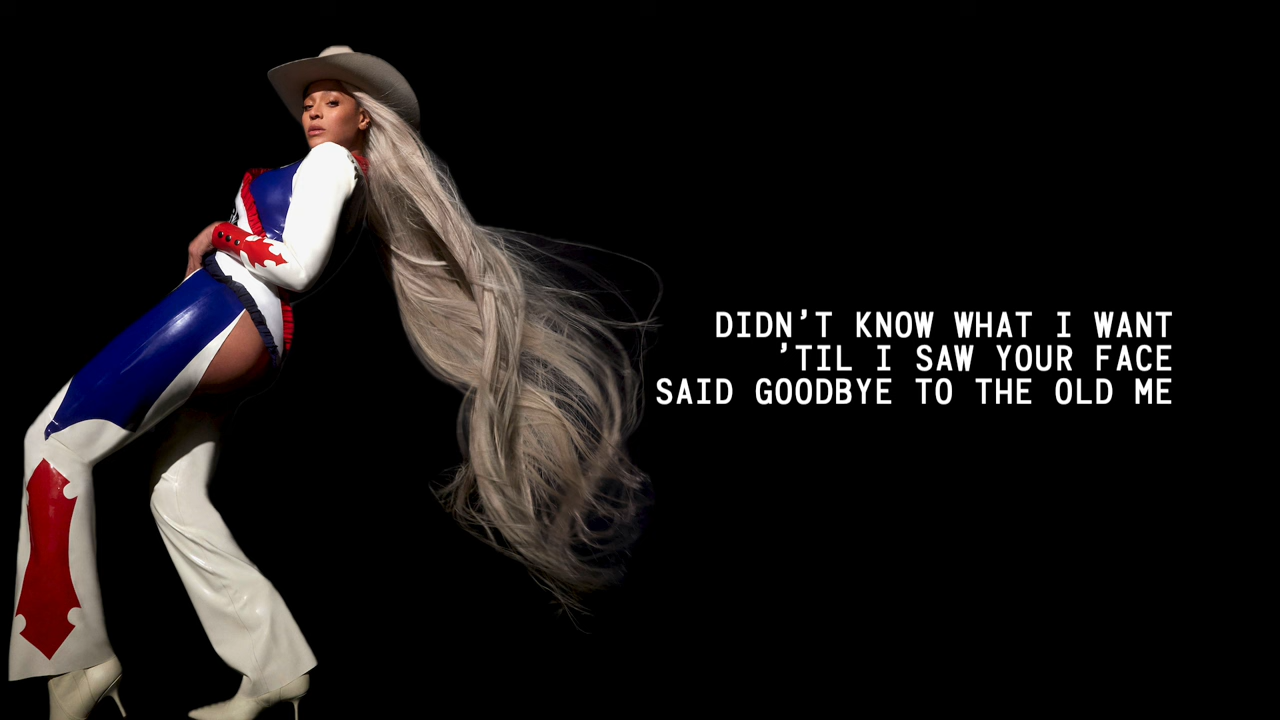 DIDN'T KNOW WHAT I WANT
'TIL I SAW YOUR FACE
SAID GOODBYE TO THE OLD ME